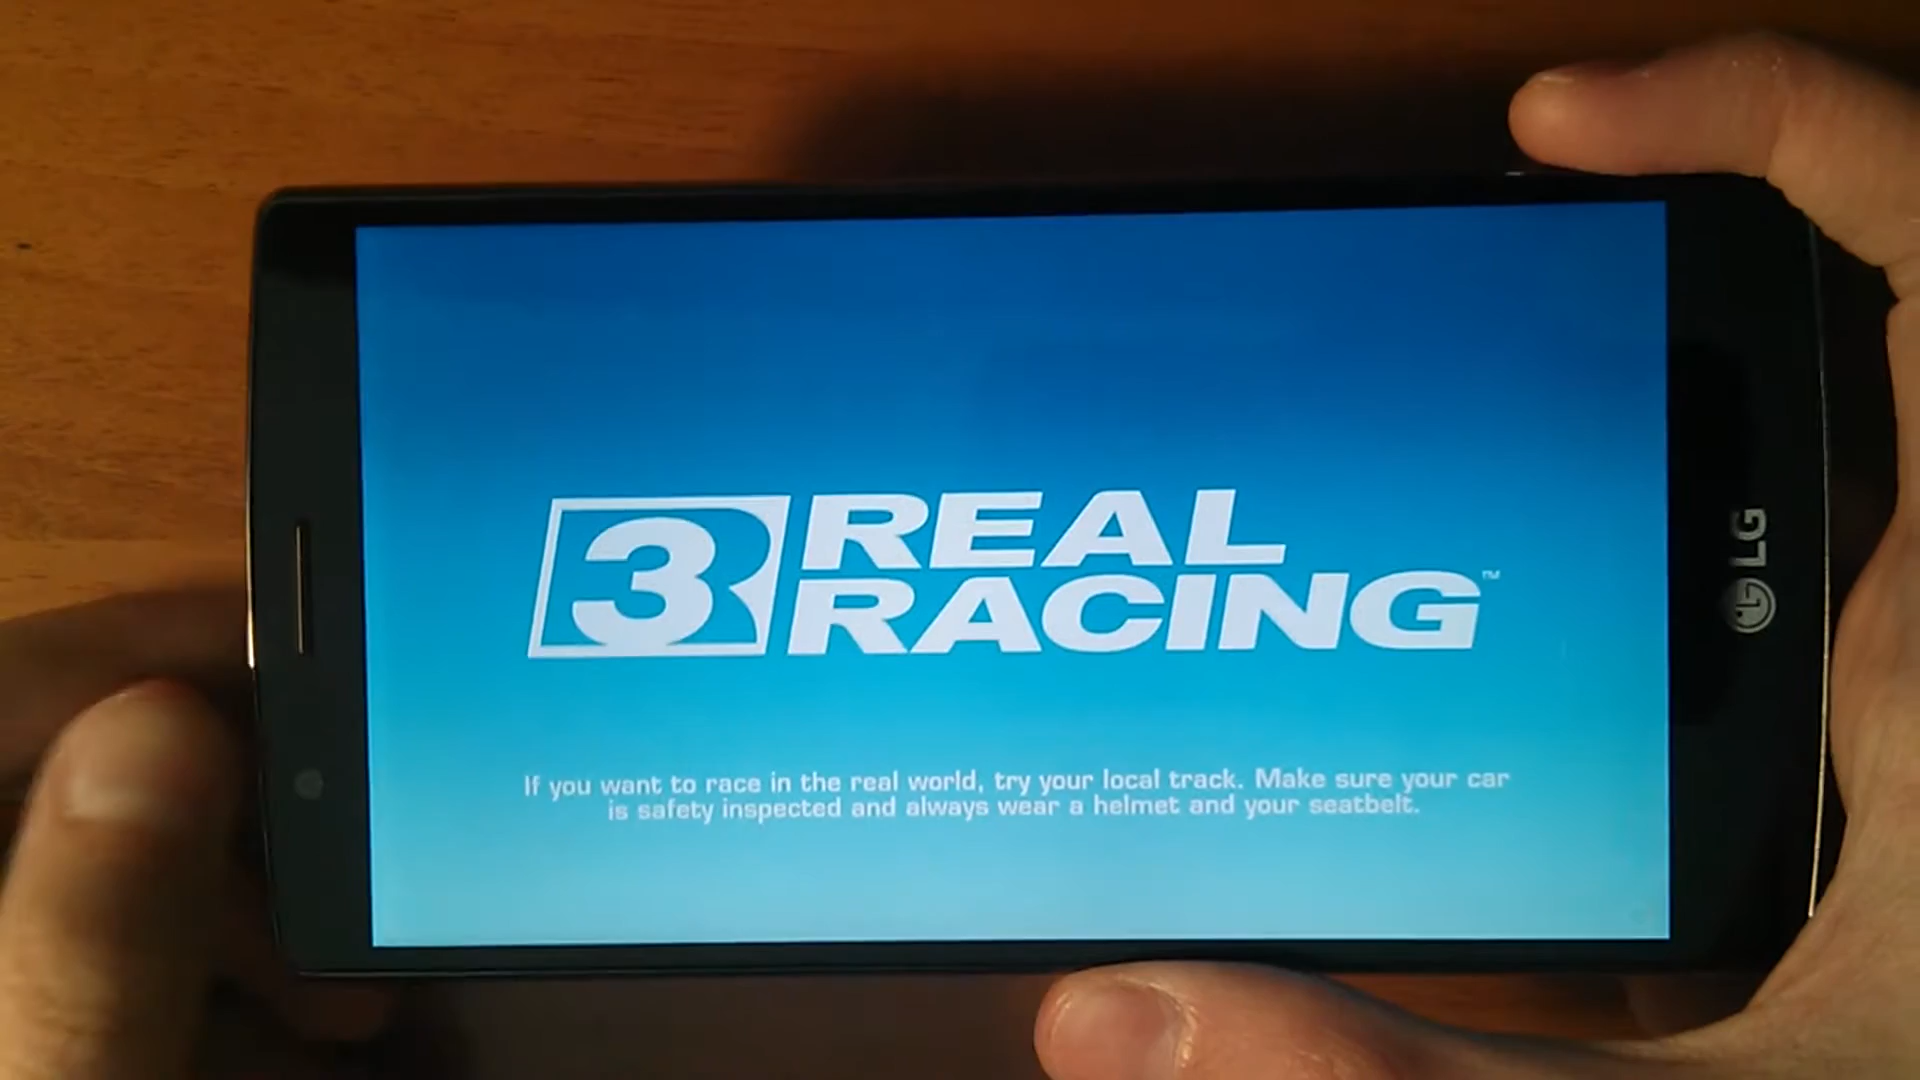 3 REAL
RACING™
If you want to race in the real world, try your local track. Make sure your car
is safety inspected and always wear a helmet and your seatbelt.
LG